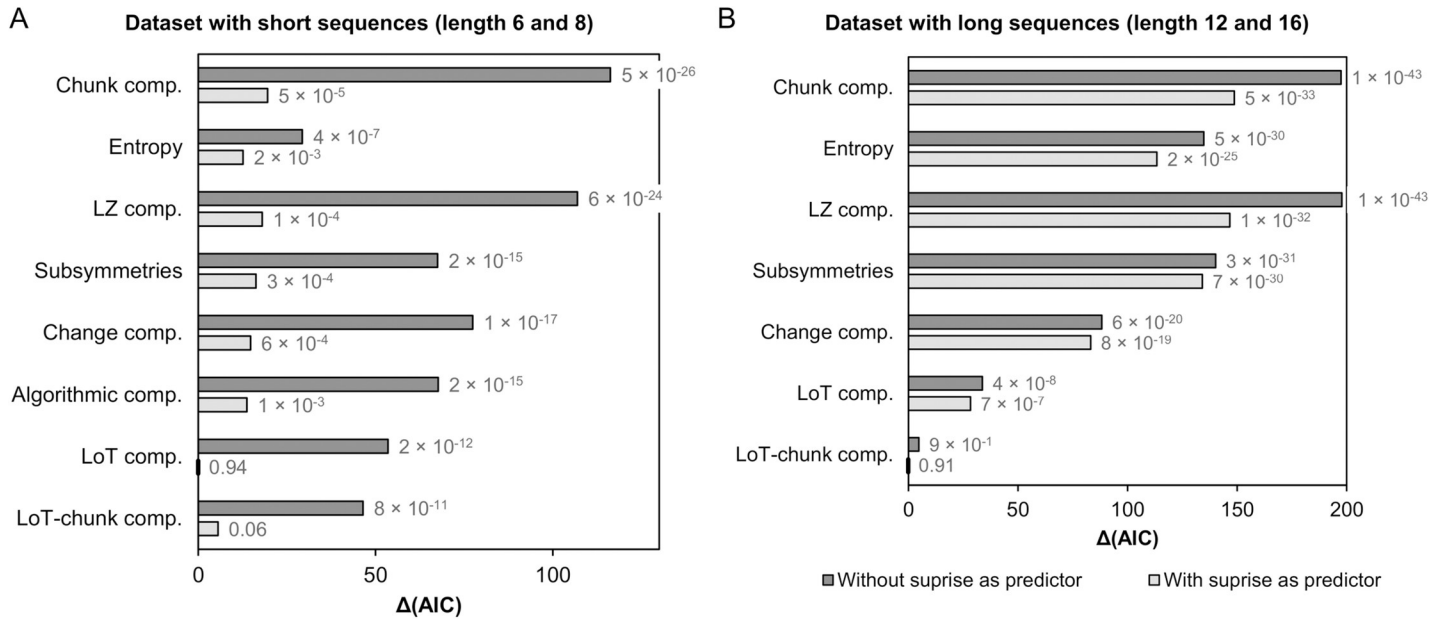 A
Dataset with short sequences (length 6 and 8)
Chunk comp.
5 × 10⁻²⁶
5 × 10⁻⁵
Entropy
4 × 10⁻⁷
2 × 10⁻³
LZ comp.
6 × 10⁻²⁴
1 × 10⁻⁴
Subsymmetries
2 × 10⁻¹⁵
3 × 10⁻⁴
Change comp.
1 × 10⁻¹⁷
6 × 10⁻⁴
Algorithmic comp.
2 × 10⁻¹⁵
1 × 10⁻³
LoT comp.
2 × 10⁻¹²
0.94
LoT-chunk comp.
8 × 10⁻¹¹
0.06
0 50 100
Δ(AIC)
B
Dataset with long sequences (length 12 and 16)
Chunk comp.
1 × 10⁻⁴³
5 × 10⁻³³
Entropy
5 × 10⁻³⁰
2 × 10⁻²⁵
LZ comp.
1 × 10⁻⁴³
1 × 10⁻³²
Subsymmetries
3 × 10⁻³¹
7 × 10⁻³⁰
Change comp.
6 × 10⁻²⁰
8 × 10⁻¹⁹
LoT comp.
4 × 10⁻⁸
7 × 10⁻⁷
LoT-chunk comp.
9 × 10⁻¹
0.91
0 50 100 150 200
Δ(AIC)
Without suprise as predictor
With suprise as predictor